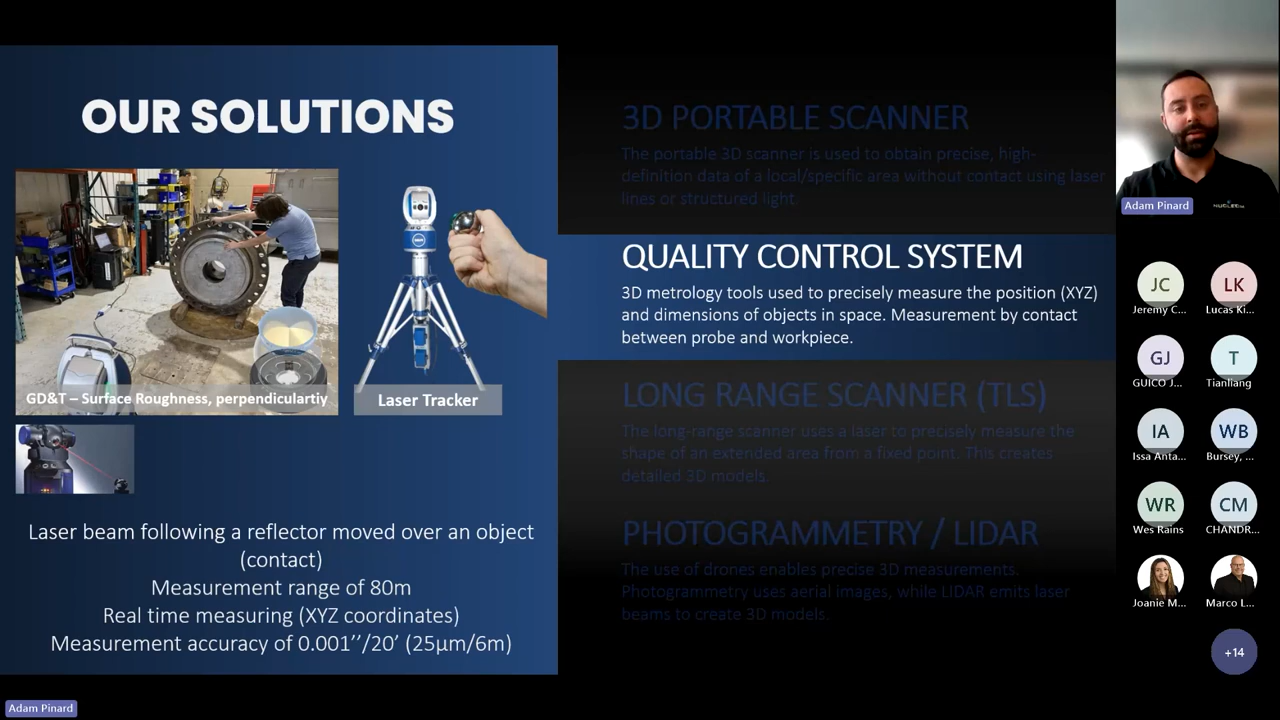 OUR SOLUTIONS
GD&T – Surface Roughness, perpendiculartiy
Laser Tracker
Laser beam following a reflector moved over an object
(contact)
Measurement range of 80m
Real time measuring (XYZ coordinates)
Measurement accuracy of 0.001’’/20’ (25µm/6m)
3D PORTABLE SCANNER
The portable 3D scanner is used to obtain precise, high-
definition data of a local/specific area without contact using laser
lines or structured light.
QUALITY CONTROL SYSTEM
3D metrology tools used to precisely measure the position (XYZ)
and dimensions of objects in space. Measurement by contact
between probe and workpiece.
LONG RANGE SCANNER (TLS)
The long-range scanner uses a laser to precisely measure the
shape of an extended area from a fixed point. This creates
detailed 3D models.
PHOTOGRAMMETRY / LIDAR
The use of drones enables precise 3D measurements.
Photogrammetry uses aerial images, while LIDAR emits laser
beams to create 3D models.
Adam Pinard
JC
Jeremy C...
LK
Lucas Ki...
GJ
GUICO J...
T
Tianliang
IA
Issa Anta...
WB
Bursey, ...
WR
Wes Rains
CM
CHANDR...
Joanie M...
Marco L...
+14
Adam Pinard